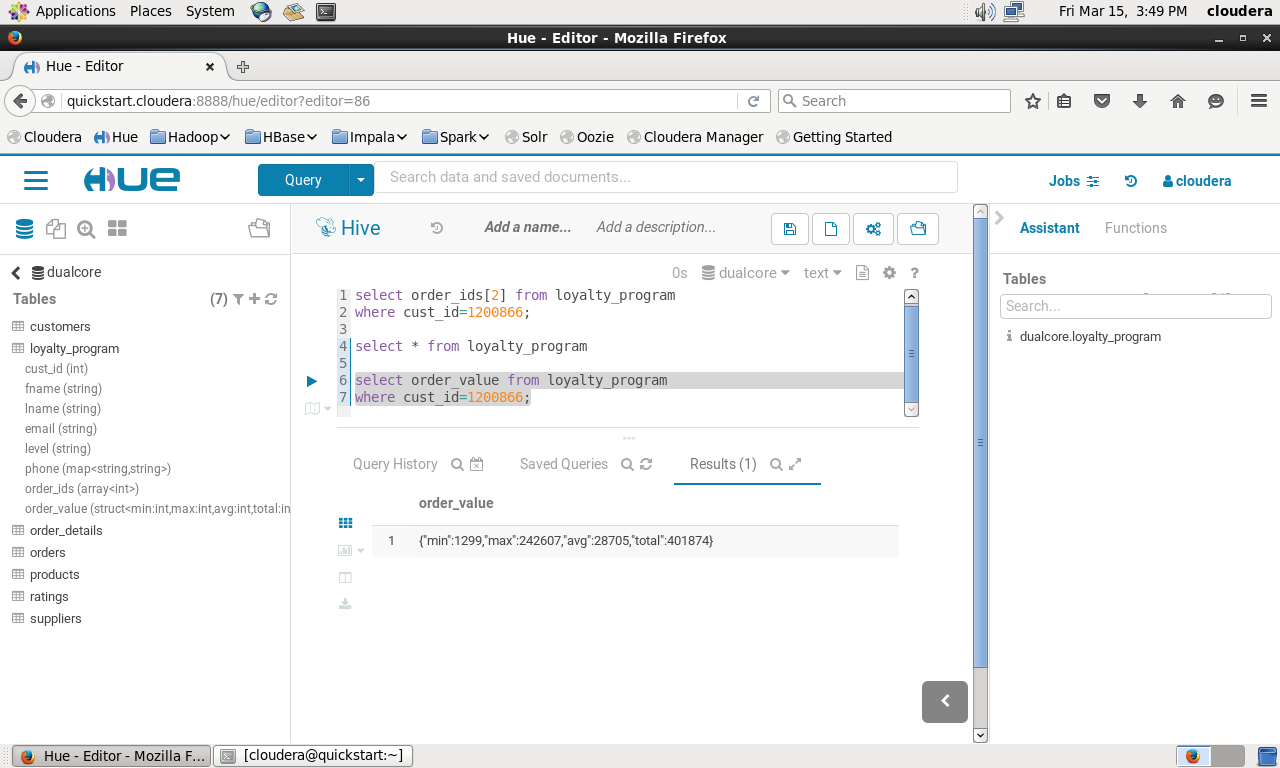 Applications Places System Fri Mar 15, 3:49 PM cloudera
Hue - Editor - Mozilla Firefox
Hue - Editor
quickstart.cloudera:8888/hue/editor?editor=86 Search
Cloudera Hue Hadoop HBase Impala Spark Solr Oozie Cloudera Manager Getting Started
HUE Query Search data and saved documents... Jobs cloudera
Hive Add a name... Add a description... Assistant Functions
dualcore 0s dualcore text ?
Tables (7)
customers
loyalty_program
cust_id (int)
fname (string)
lname (string)
email (string)
level (string)
phone (map<string,string>)
order_ids (array<int>)
order_value (struct<min:int,max:int,avg:int,total:in
order_details
orders
products
ratings
suppliers
1 select order_ids[2] from loyalty_program
2 where cust_id=1200866;
3
4 select * from loyalty_program
5
6 select order_value from loyalty_program
7 where cust_id=1200866;
Query History Saved Queries Results (1)
order_value
1 {"min":1299,"max":242607,"avg":28705,"total":401874}
Tables
Search...
dualcore.loyalty_program
Hue - Editor - Mozilla F... [cloudera@quickstart:~]